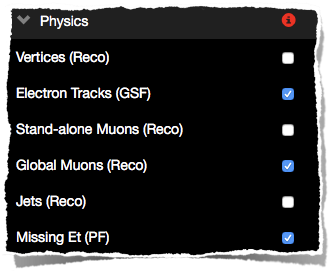 Physics
Vertices (Reco)
Electron Tracks (GSF)
Stand-alone Muons (Reco)
Global Muons (Reco)
Jets (Reco)
Missing Et (PF)